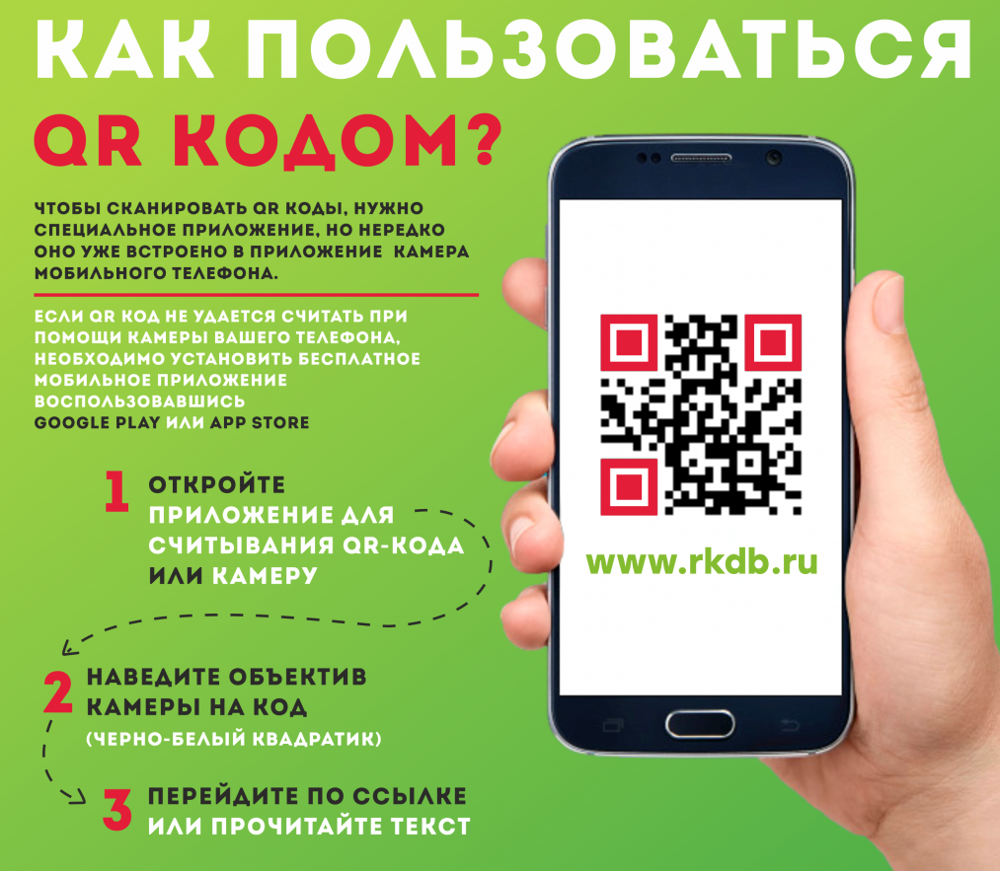 КАК ПОЛЬЗОВАТЬСЯ
QR КОДОМ?
ЧТОБЫ СКАНИРОВАТЬ QR КОДЫ, НУЖНО
СПЕЦИАЛЬНОЕ ПРИЛОЖЕНИЕ, НО НЕРЕДКО
ОНО УЖЕ ВСТРОЕНО В ПРИЛОЖЕНИЕ КАМЕРА
МОБИЛЬНОГО ТЕЛЕФОНА.
ЕСЛИ QR КОД НЕ УДАЕТСЯ СЧИТАТЬ ПРИ
ПОМОЩИ КАМЕРЫ ВАШЕГО ТЕЛЕФОНА,
НЕОБХОДИМО УСТАНОВИТЬ БЕСПЛАТНОЕ
МОБИЛЬНОЕ ПРИЛОЖЕНИЕ
ВОСПОЛЬЗОВАВШИСЬ
GOOGLE PLAY ИЛИ APP STORE
1 ОТКРОЙТЕ
ПРИЛОЖЕНИЕ ДЛЯ
СЧИТЫВАНИЯ QR-КОДА
ИЛИ КАМЕРУ
2 НАВЕДИТЕ ОБЪЕКТИВ
КАМЕРЫ НА КОД
(ЧЕРНО-БЕЛЫЙ КВАДРАТИК)
3 ПЕРЕЙДИТЕ ПО ССЫЛКЕ
ИЛИ ПРОЧИТАЙТЕ ТЕКСТ
www.rkdb.ru